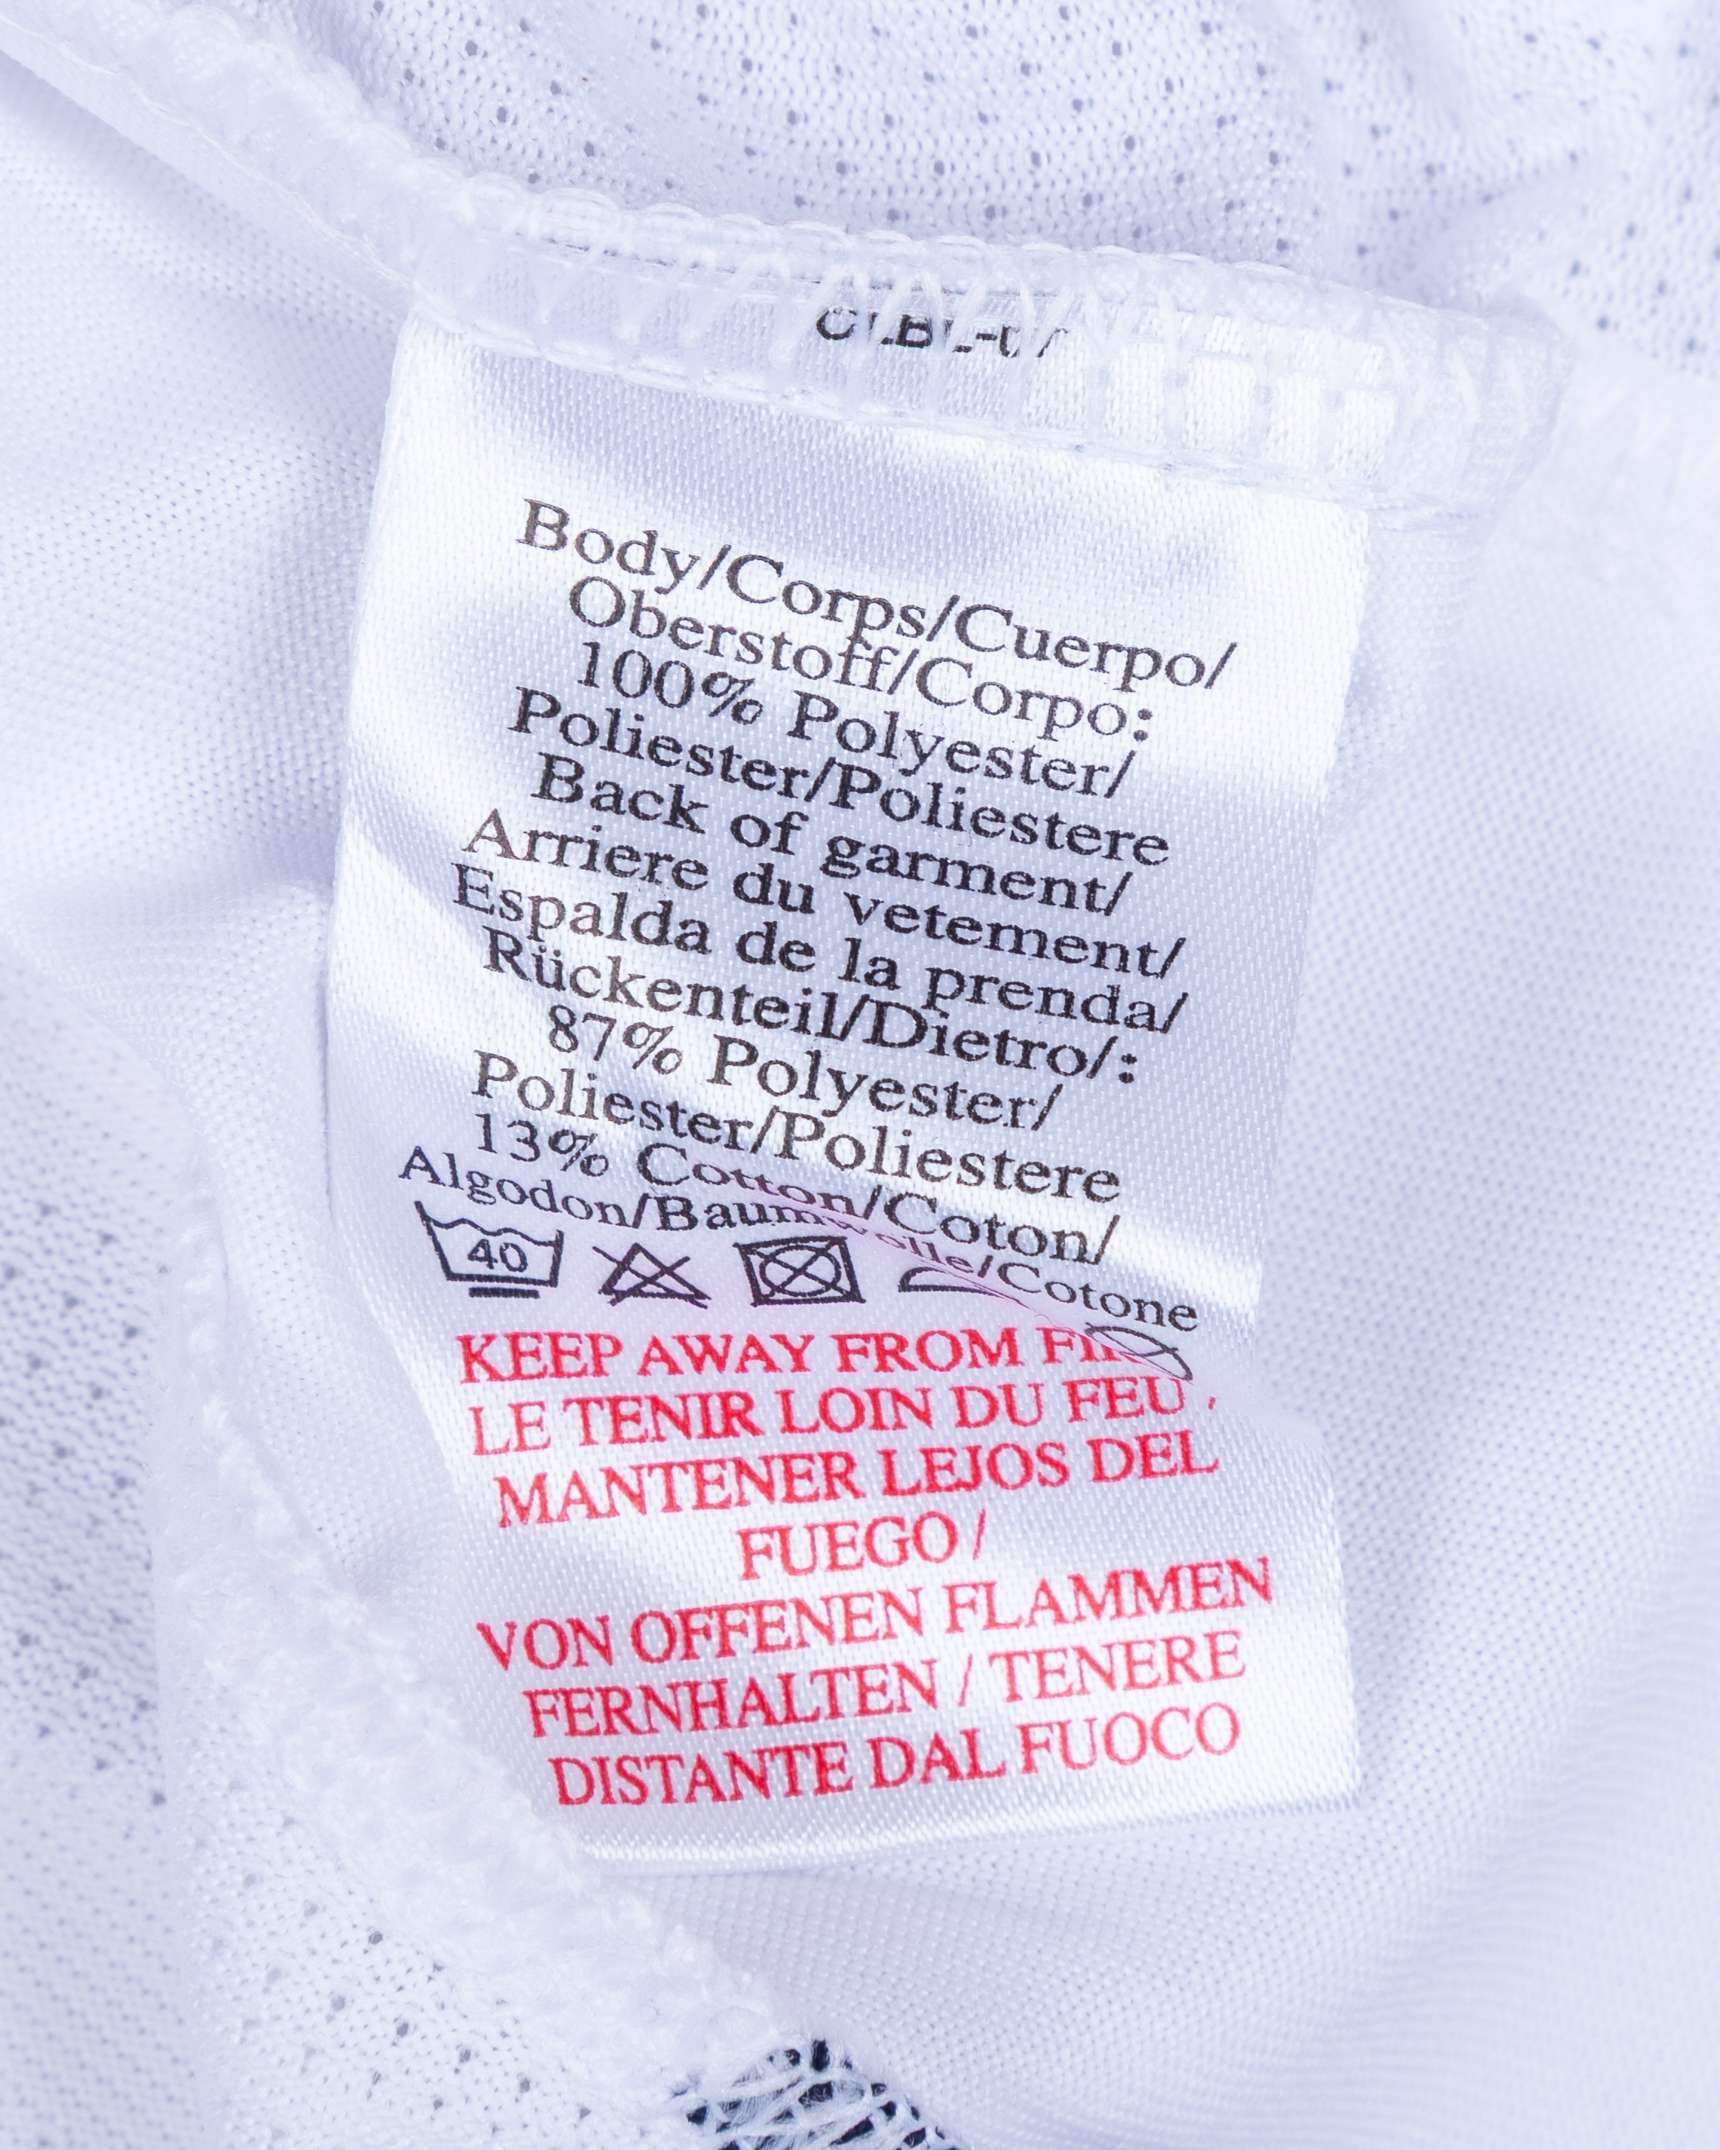 Body/Corps/Cuerpo/
Oberstoff/Corpo:
100% Polyester/
Poliester/Poliestere
Back of garment/
Arriere du vetement/
Espalda de la prenda/
Rückenteil/Dietro/:
87% Polyester/
Poliester/Poliestere
13% Cotton/Coton/
Algodon/Baumwolle/Cotone
40
KEEP AWAY FROM
LE TENIR LOIN DU FEU
MANTENER LEJOS DEL
FUEGO /
VON OFFENEN FLAMMEN
FERNHALTEN / TENERE
DISTANTE DAL FUOCO